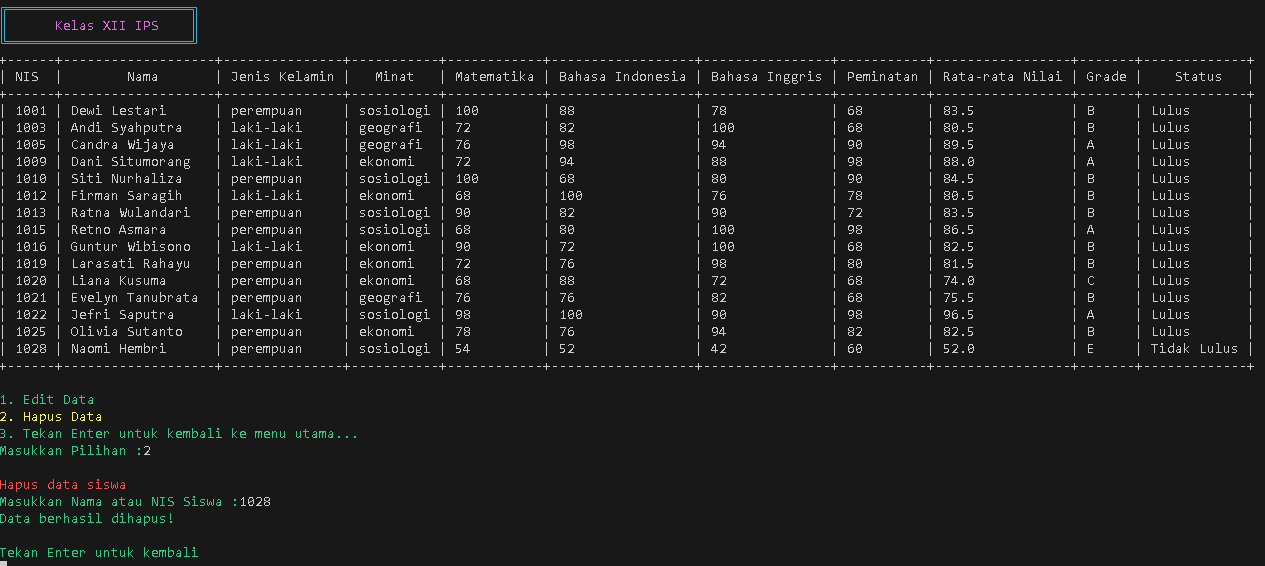 Kelas XII IPS
| NIS | Nama | Jenis Kelamin | Minat | Matematika | Bahasa Indonesia | Bahasa Inggris | Peminatan | Rata-rata Nilai | Grade | Status |
| 1001 | Dewi Lestari | perempuan | sosiologi | 100 | 88 | 78 | 68 | 83.5 | B | Lulus |
| 1003 | Andi Syahputra | laki-laki | geografi | 72 | 82 | 100 | 68 | 80.5 | B | Lulus |
| 1005 | Candra Wijaya | laki-laki | geografi | 76 | 98 | 94 | 90 | 89.5 | A | Lulus |
| 1009 | Dani Situmorang | laki-laki | ekonomi | 72 | 94 | 88 | 98 | 88.0 | A | Lulus |
| 1010 | Siti Nurhaliza | perempuan | sosiologi | 100 | 68 | 80 | 90 | 84.5 | B | Lulus |
| 1012 | Firman Saragih | laki-laki | ekonomi | 68 | 100 | 76 | 78 | 80.5 | B | Lulus |
| 1013 | Ratna Wulandari | perempuan | sosiologi | 90 | 82 | 90 | 72 | 83.5 | B | Lulus |
| 1015 | Retno Asmara | perempuan | sosiologi | 68 | 80 | 100 | 98 | 86.5 | A | Lulus |
| 1016 | Guntur Wibisono | laki-laki | ekonomi | 90 | 72 | 100 | 68 | 82.5 | B | Lulus |
| 1019 | Larasati Rahayu | perempuan | ekonomi | 72 | 76 | 98 | 80 | 81.5 | B | Lulus |
| 1020 | Liana Kusuma | perempuan | ekonomi | 68 | 88 | 72 | 68 | 74.0 | C | Lulus |
| 1021 | Evelyn Tanubrata | perempuan | geografi | 76 | 76 | 82 | 68 | 75.5 | B | Lulus |
| 1022 | Jefri Saputra | laki-laki | sosiologi | 98 | 100 | 90 | 98 | 96.5 | A | Lulus |
| 1025 | Olivia Sutanto | perempuan | ekonomi | 78 | 76 | 94 | 82 | 82.5 | B | Lulus |
| 1028 | Naomi Hembri | perempuan | sosiologi | 54 | 52 | 42 | 60 | 52.0 | E | Tidak Lulus |
1. Edit Data
2. Hapus Data
3. Tekan Enter untuk kembali ke menu utama...
Masukkan Pilihan :2
Hapus data siswa
Masukkan Nama atau NIS Siswa :1028
Data berhasil dihapus!
Tekan Enter untuk kembali